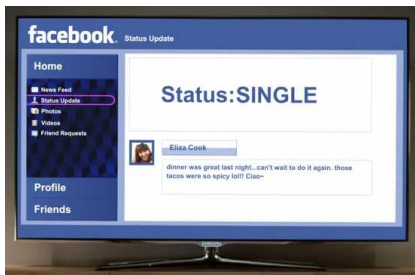 facebook. Status Update
Home
News Feed
Status Update
Photos
Videos
Friend Requests
Profile
Friends
Status:SINGLE
Eliza Cook
dinner was great last night...can't wait to do it again. those
tacos were so spicy lol!! Ciao~